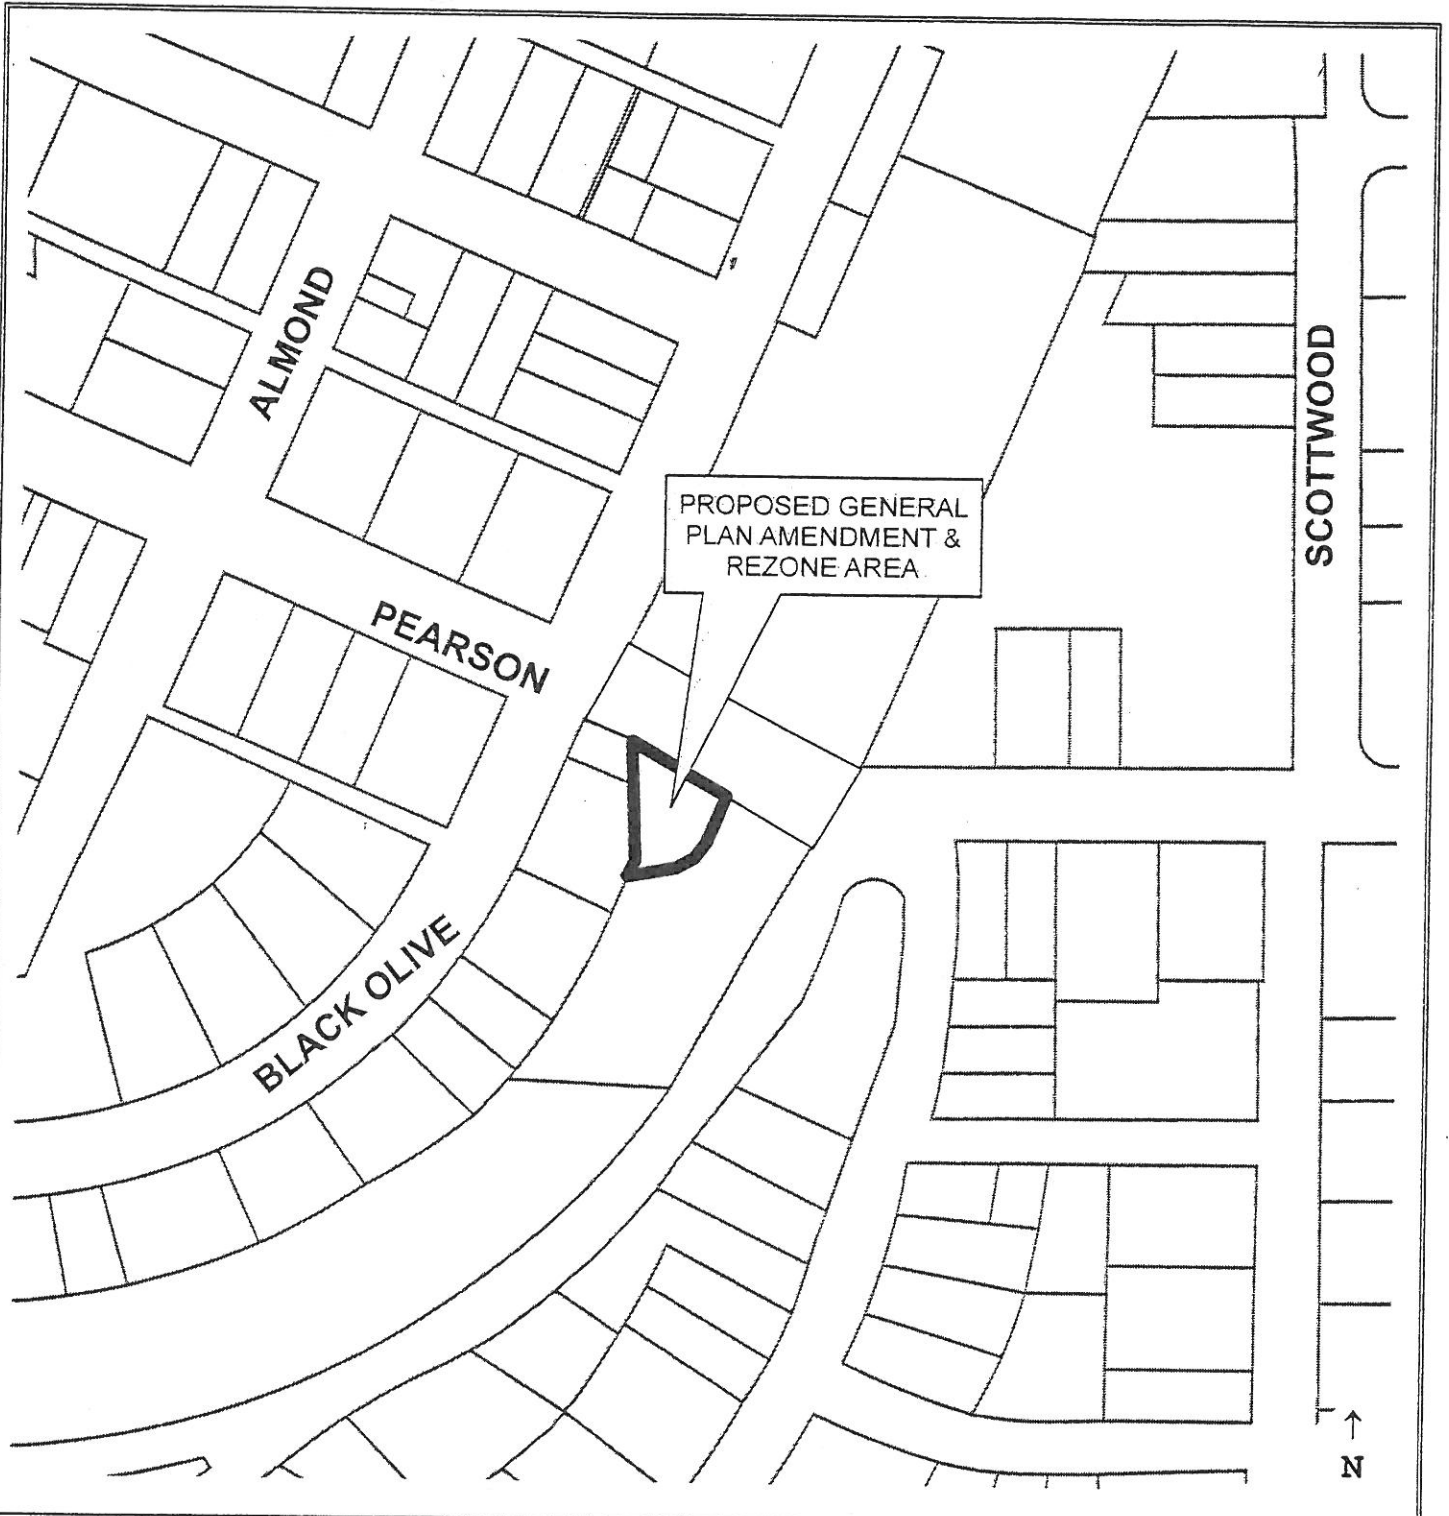 ALMOND
SCOTTWOOD
PROPOSED GENERAL
PLAN AMENDMENT &
REZONE AREA
PEARSON
BLACK OLIVE
N